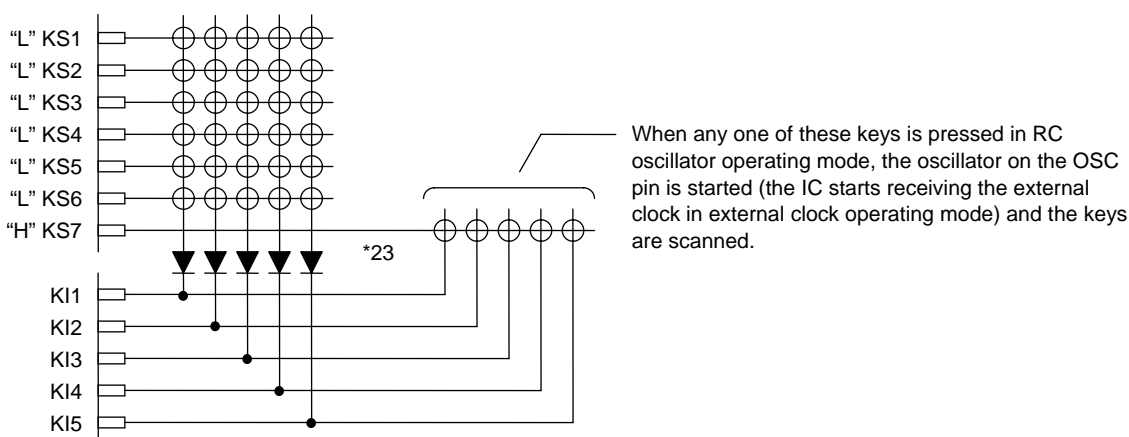 “L” KS1
“L” KS2
“L” KS3
“L” KS4
“L” KS5
“L” KS6
“H” KS7
When any one of these keys is pressed in RC
oscillator operating mode, the oscillator on the OSC
pin is started (the IC starts receiving the external
clock in external clock operating mode) and the keys
are scanned.
*23
KI1
KI2
KI3
KI4
KI5